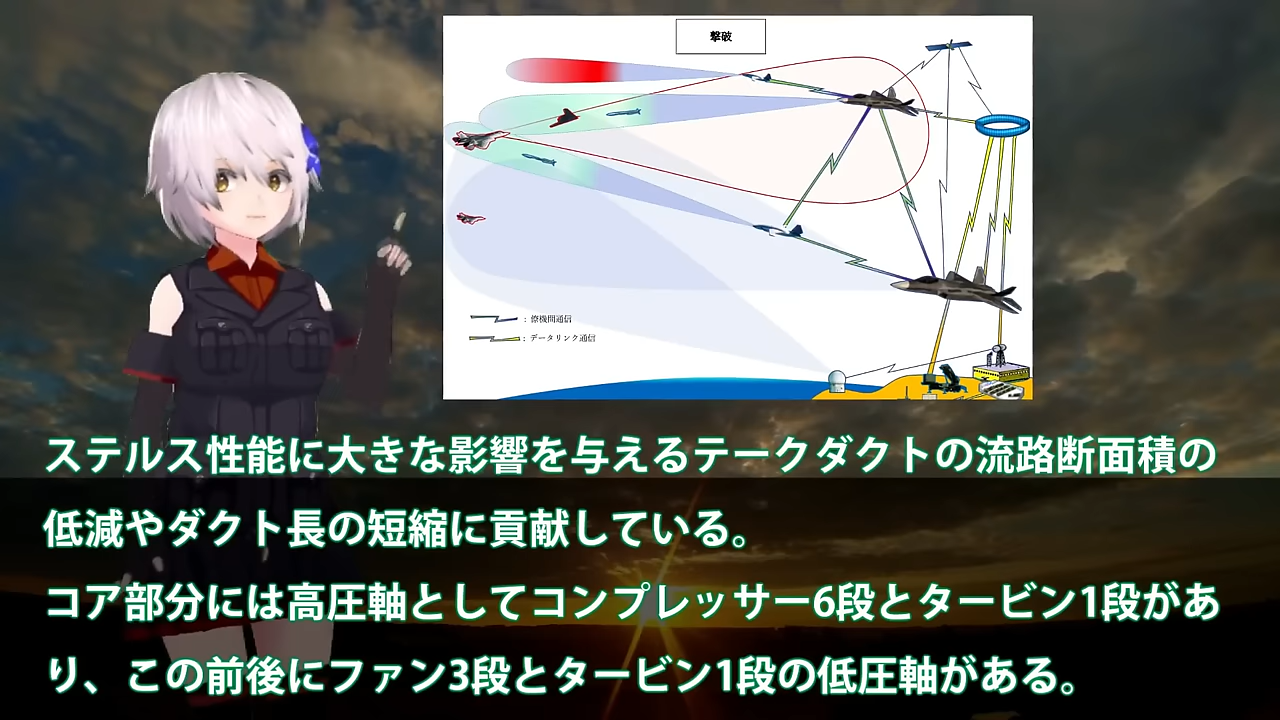 撃破
：僚機間通信
：データリンク通信
ステルス性能に大きな影響を与えるテークダクトの流路断面積の
低減やダクト長の短縮に貢献している。
コア部分には高圧軸としてコンプレッサー6段とタービン1段があ
り、この前後にファン3段とタービン1段の低圧軸がある。